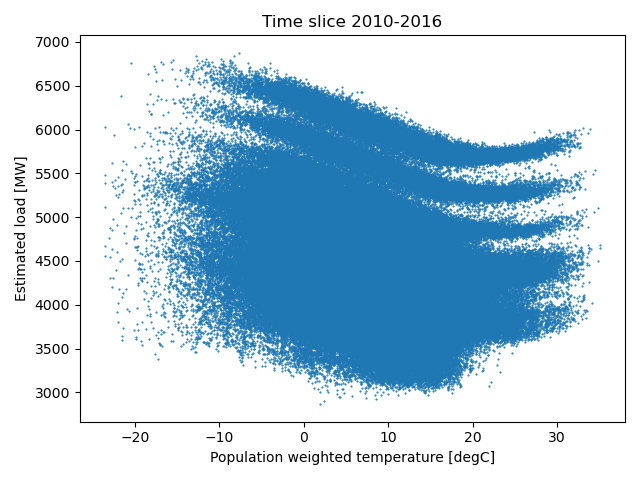 Time slice 2010-2016
7000
6500
6000
5500
5000
4500
4000
3500
3000
Estimated load [MW]
−20 −10 0 10 20 30
Population weighted temperature [degC]